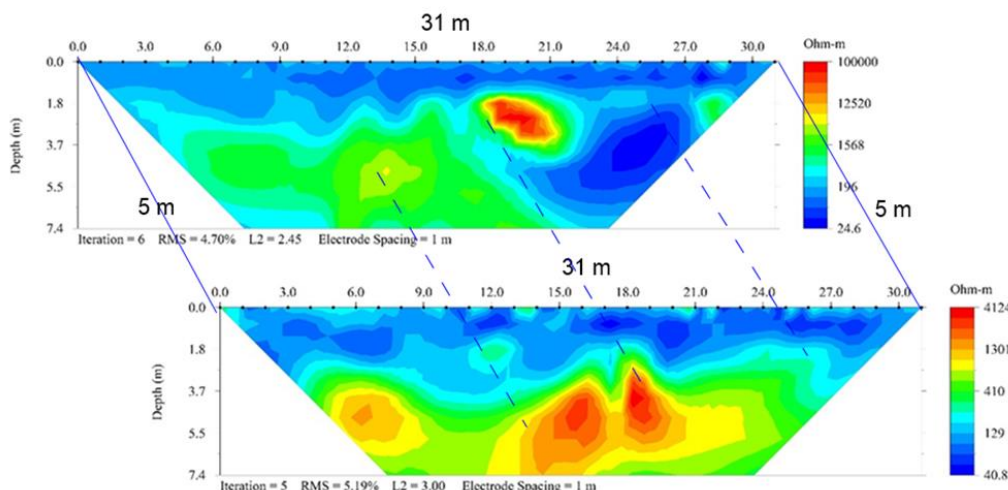 31 m
0.0 3.0 6.0 9.0 12.0 15.0 18.0 21.0 24.0 27.0 30.0 Ohm-m
0.0 100000
1.8 12520
Depth (m) 3.7 1568
5.5 196
7.4 24.6
5 m
5 m
Iteration = 6 RMS = 4.70% L2 = 2.45 Electrode Spacing = 1 m
31 m
0.0 3.0 6.0 9.0 12.0 15.0 18.0 21.0 24.0 27.0 30.0 Ohm-m
0.0 4124
1.8 1301
Depth (m) 3.7 410
5.5 129
7.4 40.8
Iteration = 5 RMS = 5.19% L2 = 3.00 Electrode Spacing = 1 m